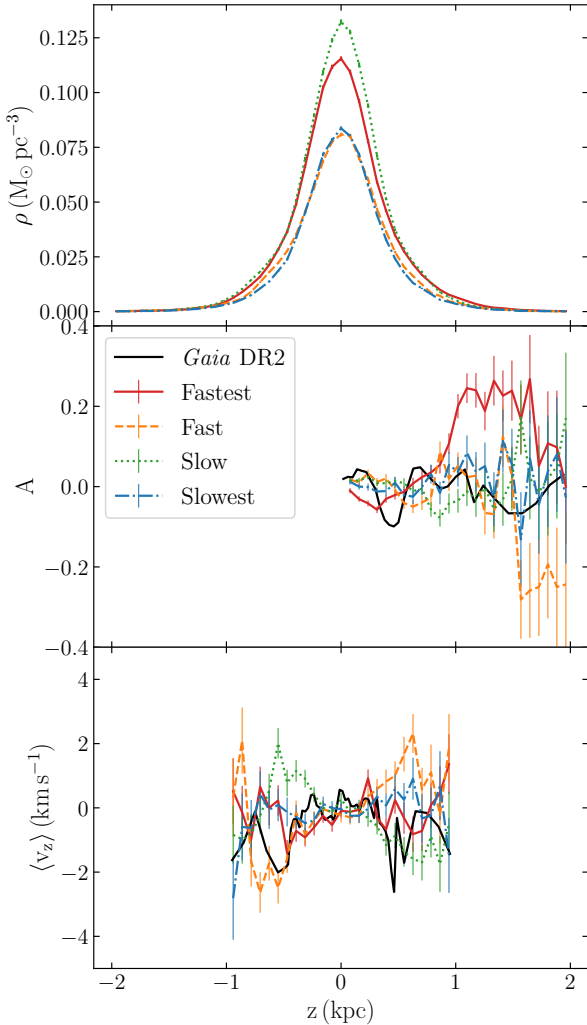 0.125
0.100
0.075
0.050
0.025
0.000
ρ (M⊙ pc⁻³)
0.4
0.2
0.0
−0.2
−0.4
A
Gaia DR2
Fastest
Fast
Slow
Slowest
4
2
0
−2
−4
⟨v_z⟩ (km s⁻¹)
−2 −1 0 1 2
z (kpc)